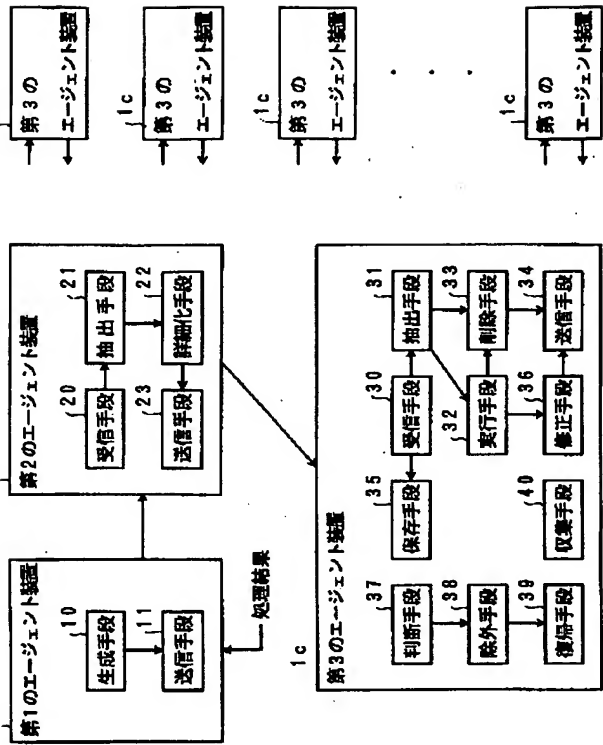 第1のエージェント装置
10
生成手段
11
送信手段
処理結果
第2のエージェント装置
20
受信手段
21
抽出手段
22
詳細化手段
23
送信手段
1c
第3のエージェント装置
30
受信手段
31
抽出手段
32
実行手段
33
削除手段
34
送信手段
35
保存手段
36
修正手段
37
判断手段
38
除外手段
39
復帰手段
40
収集手段
第3の
エージェント装置
1c
第3の
エージェント装置
1c
第3の
エージェント装置
1c
第3の
エージェント装置